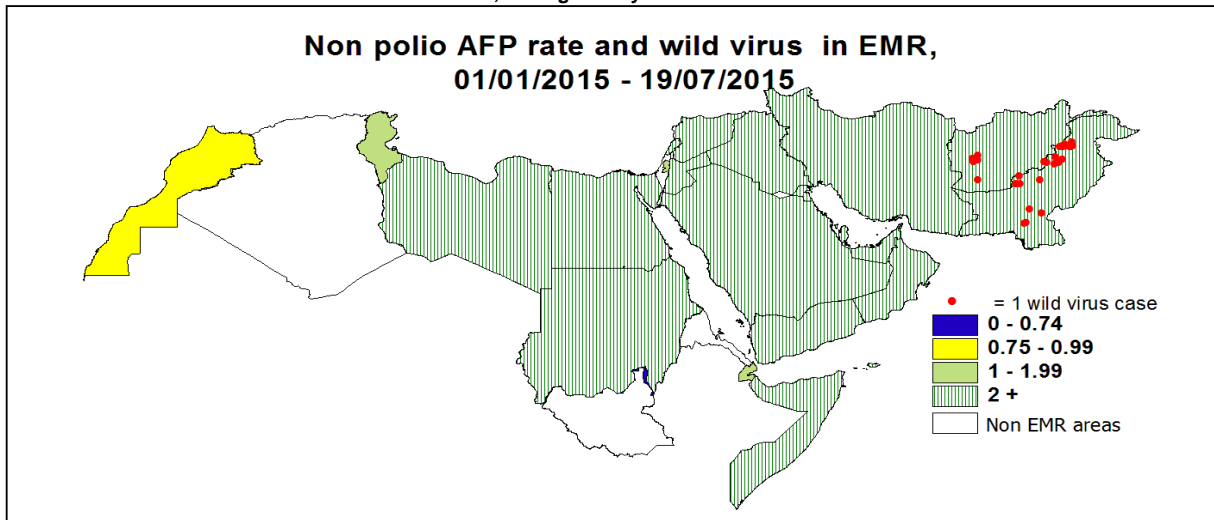 Non polio AFP rate and wild virus in EMR,
01/01/2015 - 19/07/2015
= 1 wild virus case
0 - 0.74
0.75 - 0.99
1 - 1.99
2 +
Non EMR areas